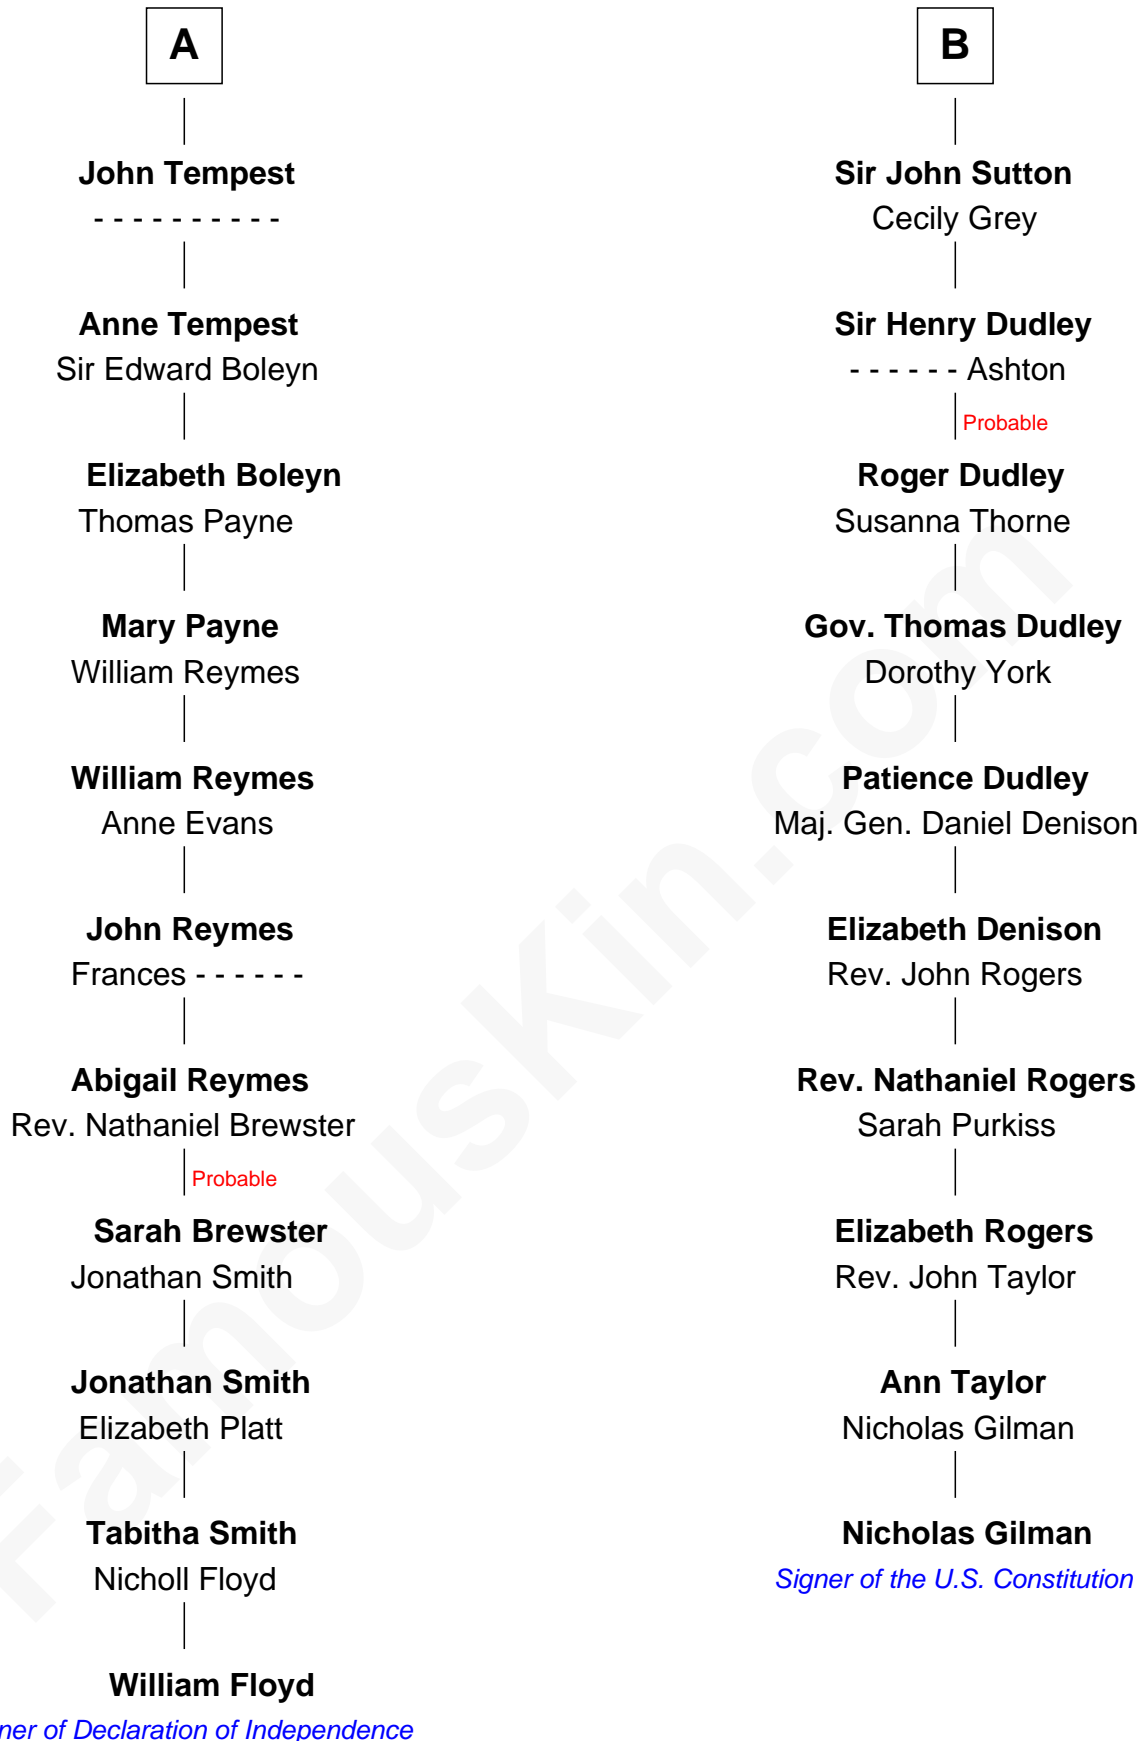 A
John Tempest
- - - - - - - - - -
Anne Tempest
Sir Edward Boleyn
Elizabeth Boleyn
Thomas Payne
Mary Payne
William Reymes
William Reymes
Anne Evans
John Reymes
Frances - - - - - -
Abigail Reymes
Rev. Nathaniel Brewster
Probable
Sarah Brewster
Jonathan Smith
Jonathan Smith
Elizabeth Platt
Tabitha Smith
Nicholl Floyd
William Floyd
ner of Declaration of Independence
B
Sir John Sutton
Cecily Grey
Sir Henry Dudley
- - - - - - Ashton
Probable
Roger Dudley
Susanna Thorne
Gov. Thomas Dudley
Dorothy York
Patience Dudley
Maj. Gen. Daniel Denison
Elizabeth Denison
Rev. John Rogers
Rev. Nathaniel Rogers
Sarah Purkiss
Elizabeth Rogers
Rev. John Taylor
Ann Taylor
Nicholas Gilman
Nicholas Gilman
Signer of the U.S. Constitution
FamousKin.com